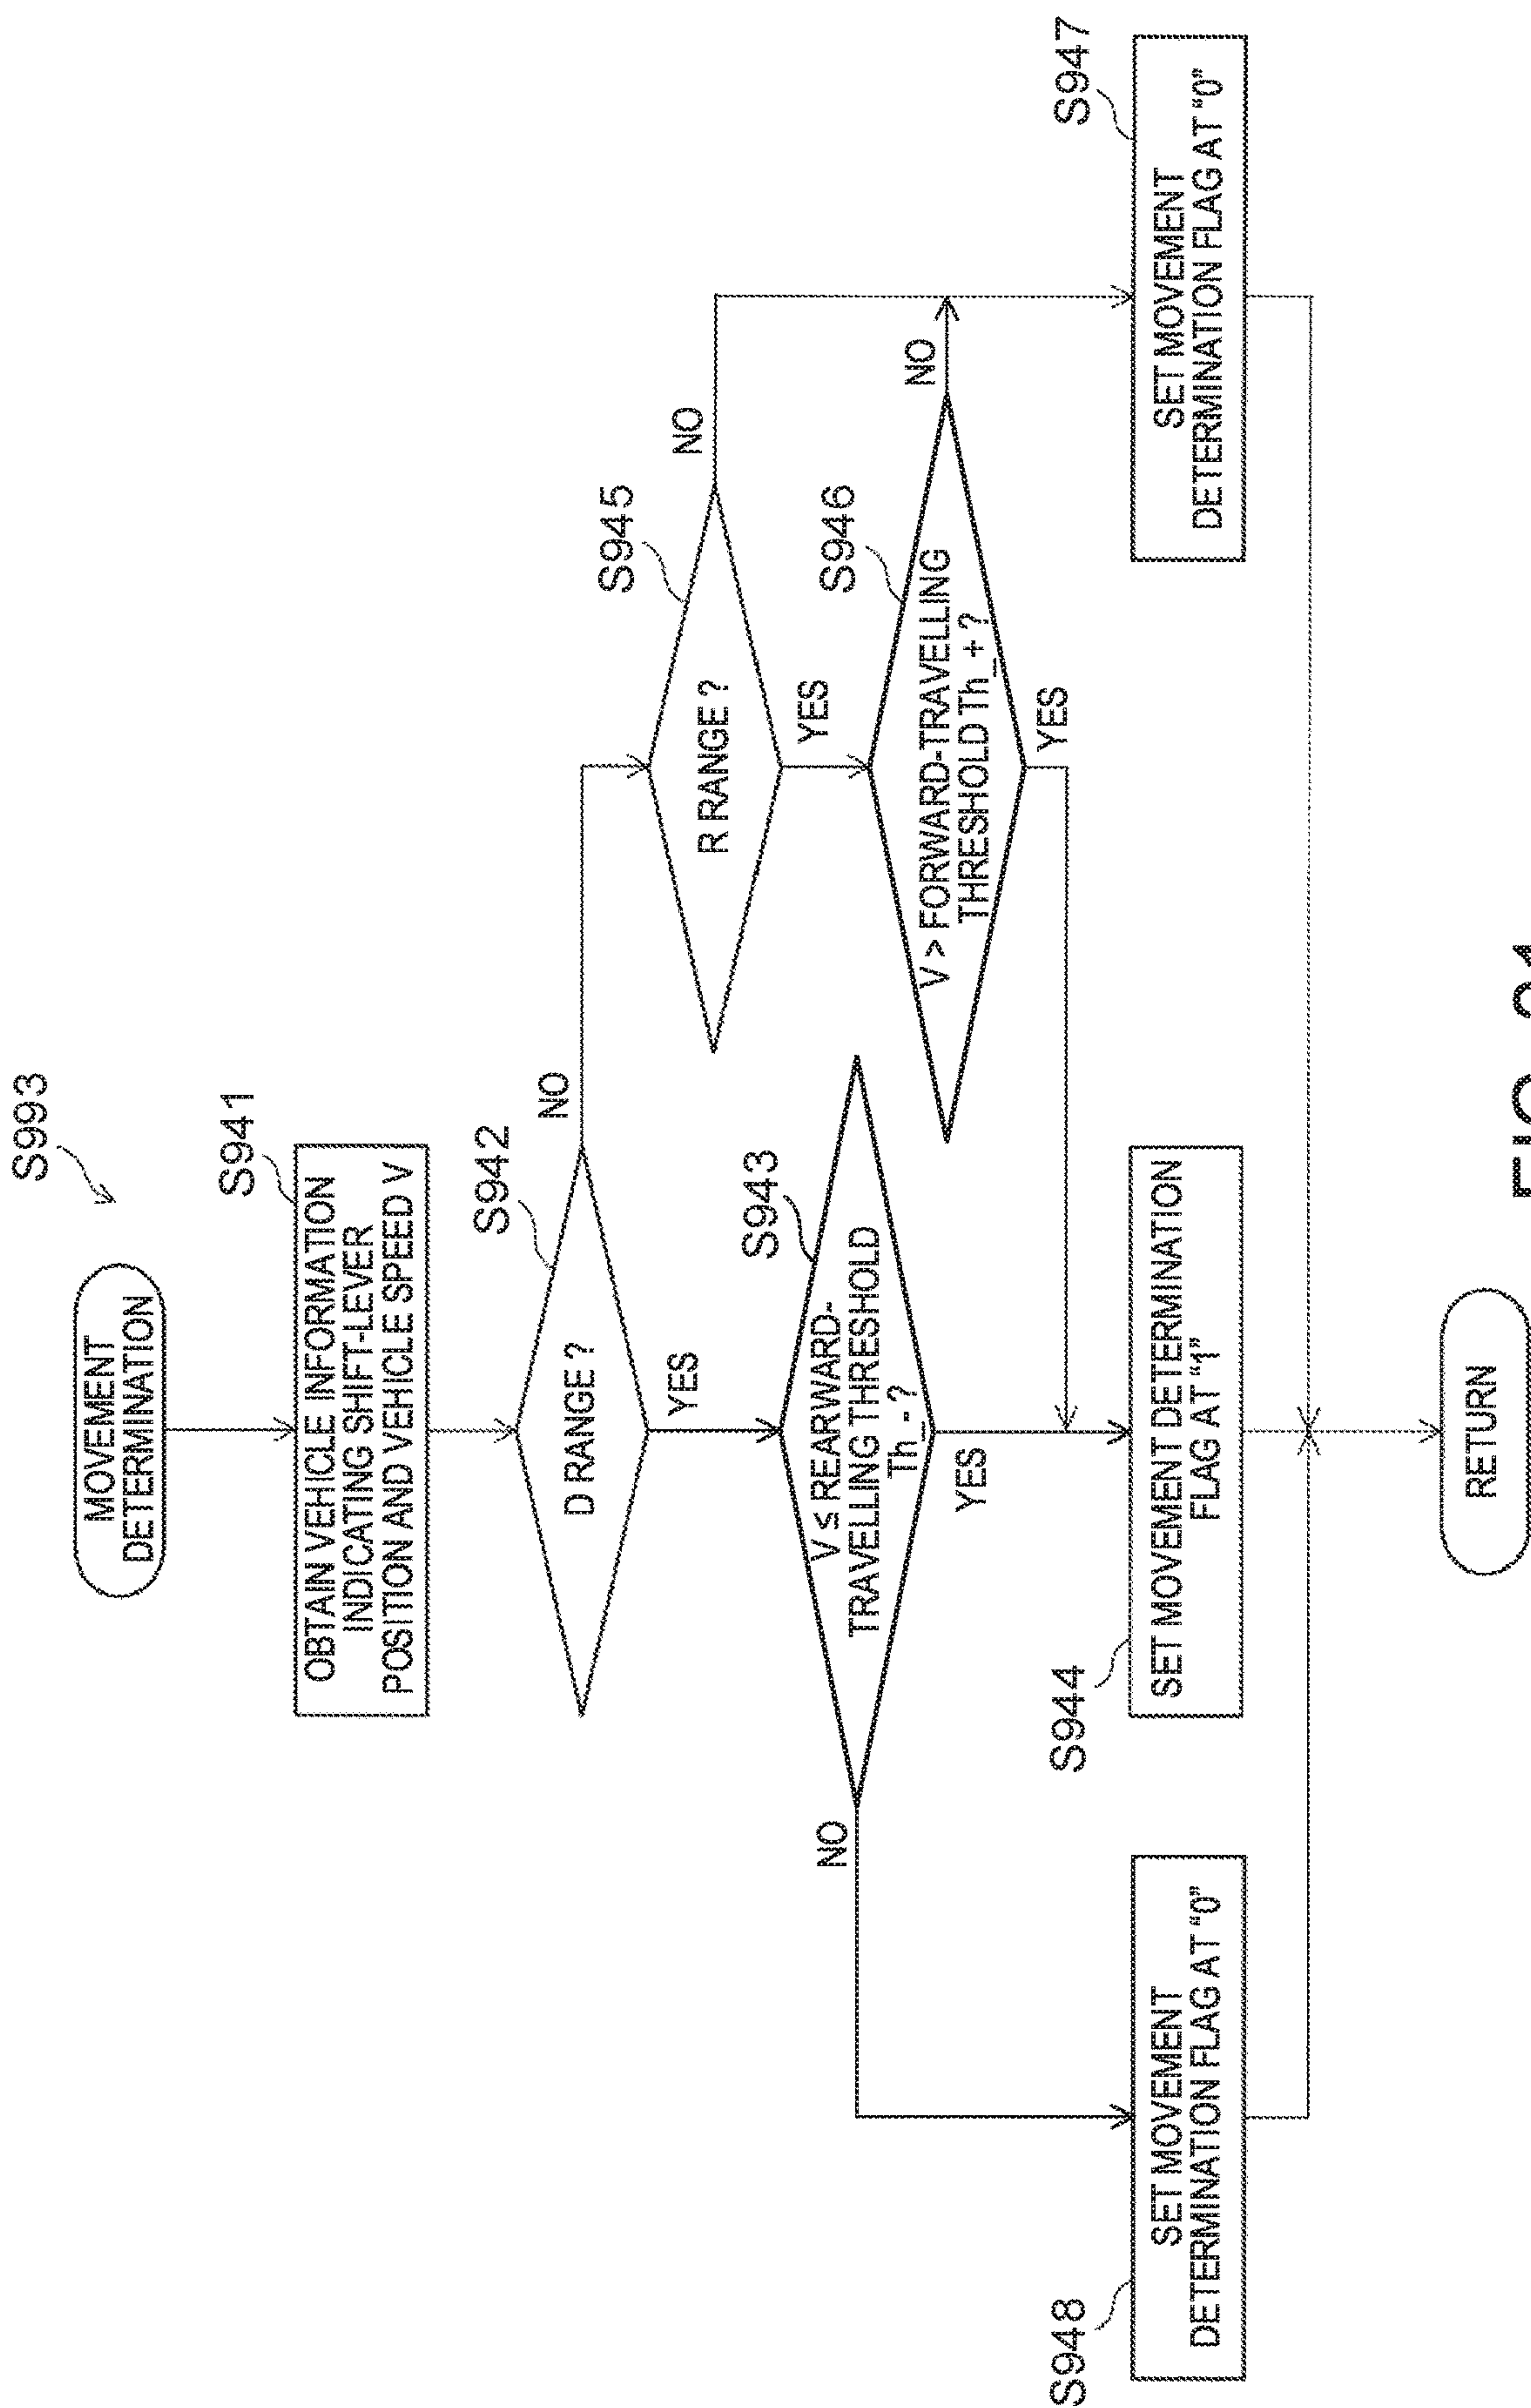 S993
MOVEMENT
DETERMINATION
S941
OBTAIN VEHICLE INFORMATION
INDICATING SHIFT-LEVER
POSITION AND VEHICLE SPEED V
S942
D RANGE ?
NO
YES
S945
R RANGE ?
NO
YES
S943
V ≤ REARWARD-
TRAVELLING THRESHOLD
Th_- ?
NO
YES
S946
V > FORWARD-TRAVELLING
THRESHOLD Th_+ ?
NO
YES
S948
SET MOVEMENT
DETERMINATION FLAG AT “0”
S944
SET MOVEMENT DETERMINATION
FLAG AT “1”
S947
SET MOVEMENT
DETERMINATION FLAG AT “0”
RETURN